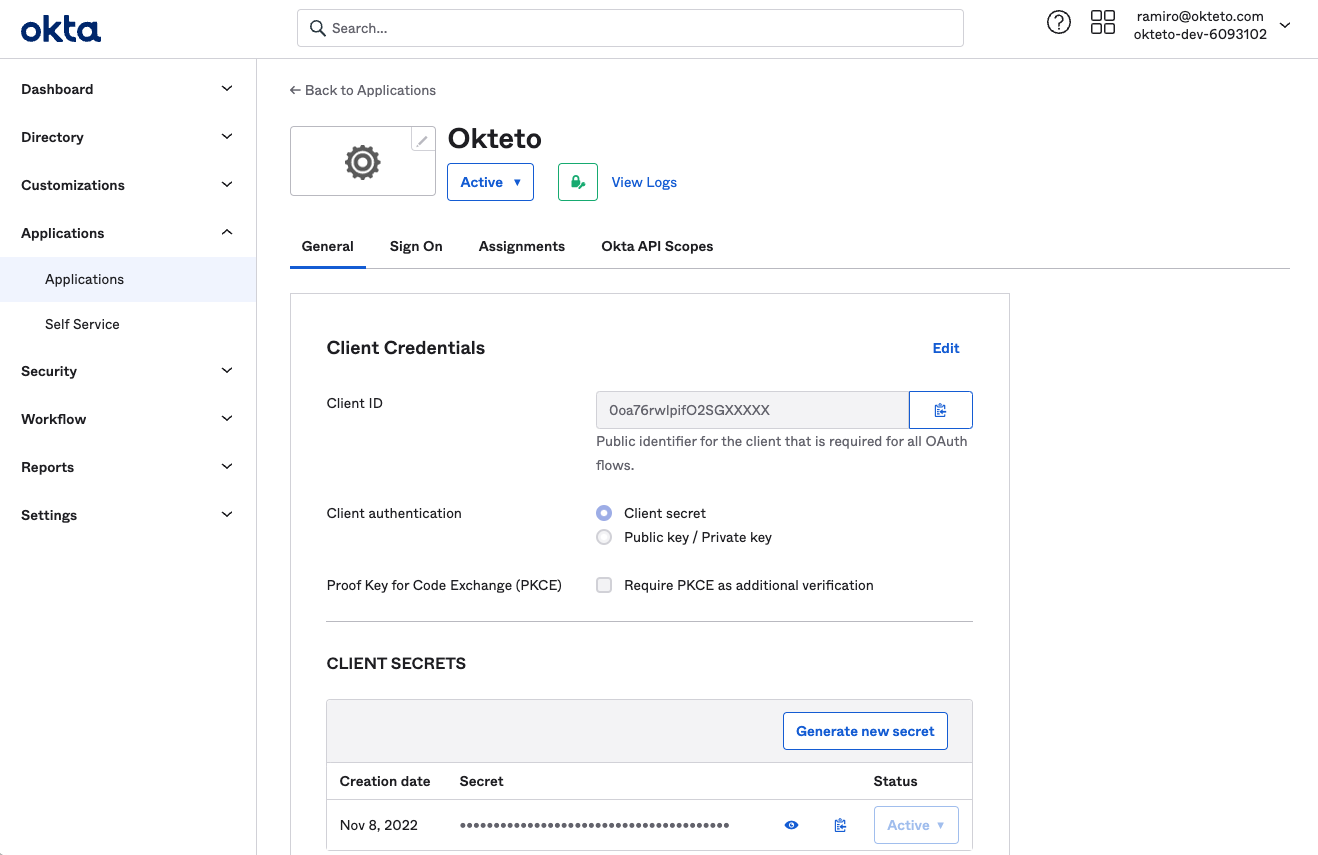 okta
Search...
ramiro@okteto.com
okteto-dev-6093102
Dashboard
Directory
Customizations
Applications
Applications
Self Service
Security
Workflow
Reports
Settings
← Back to Applications
Okteto
Active ▼
View Logs
General Sign On Assignments Okta API Scopes
Client Credentials Edit
Client ID
0oa76rwlpifO2SGXXXXX
Public identifier for the client that is required for all OAuth
flows.
Client authentication
Client secret
Public key / Private key
Proof Key for Code Exchange (PKCE)
Require PKCE as additional verification
CLIENT SECRETS
Generate new secret
Creation date Secret Status
Nov 8, 2022 •••••••••••••••••••••••••••••••••••••••• Active ▼